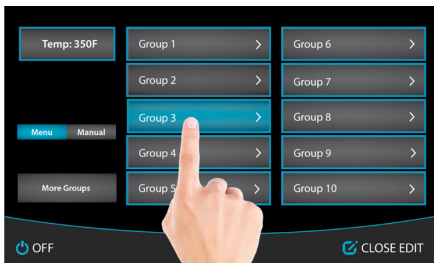 Temp: 350F
Menu Manual
More Groups
Group 1
Group 2
Group 3
Group 4
Group 5
Group 6
Group 7
Group 8
Group 9
Group 10
OFF
CLOSE EDIT